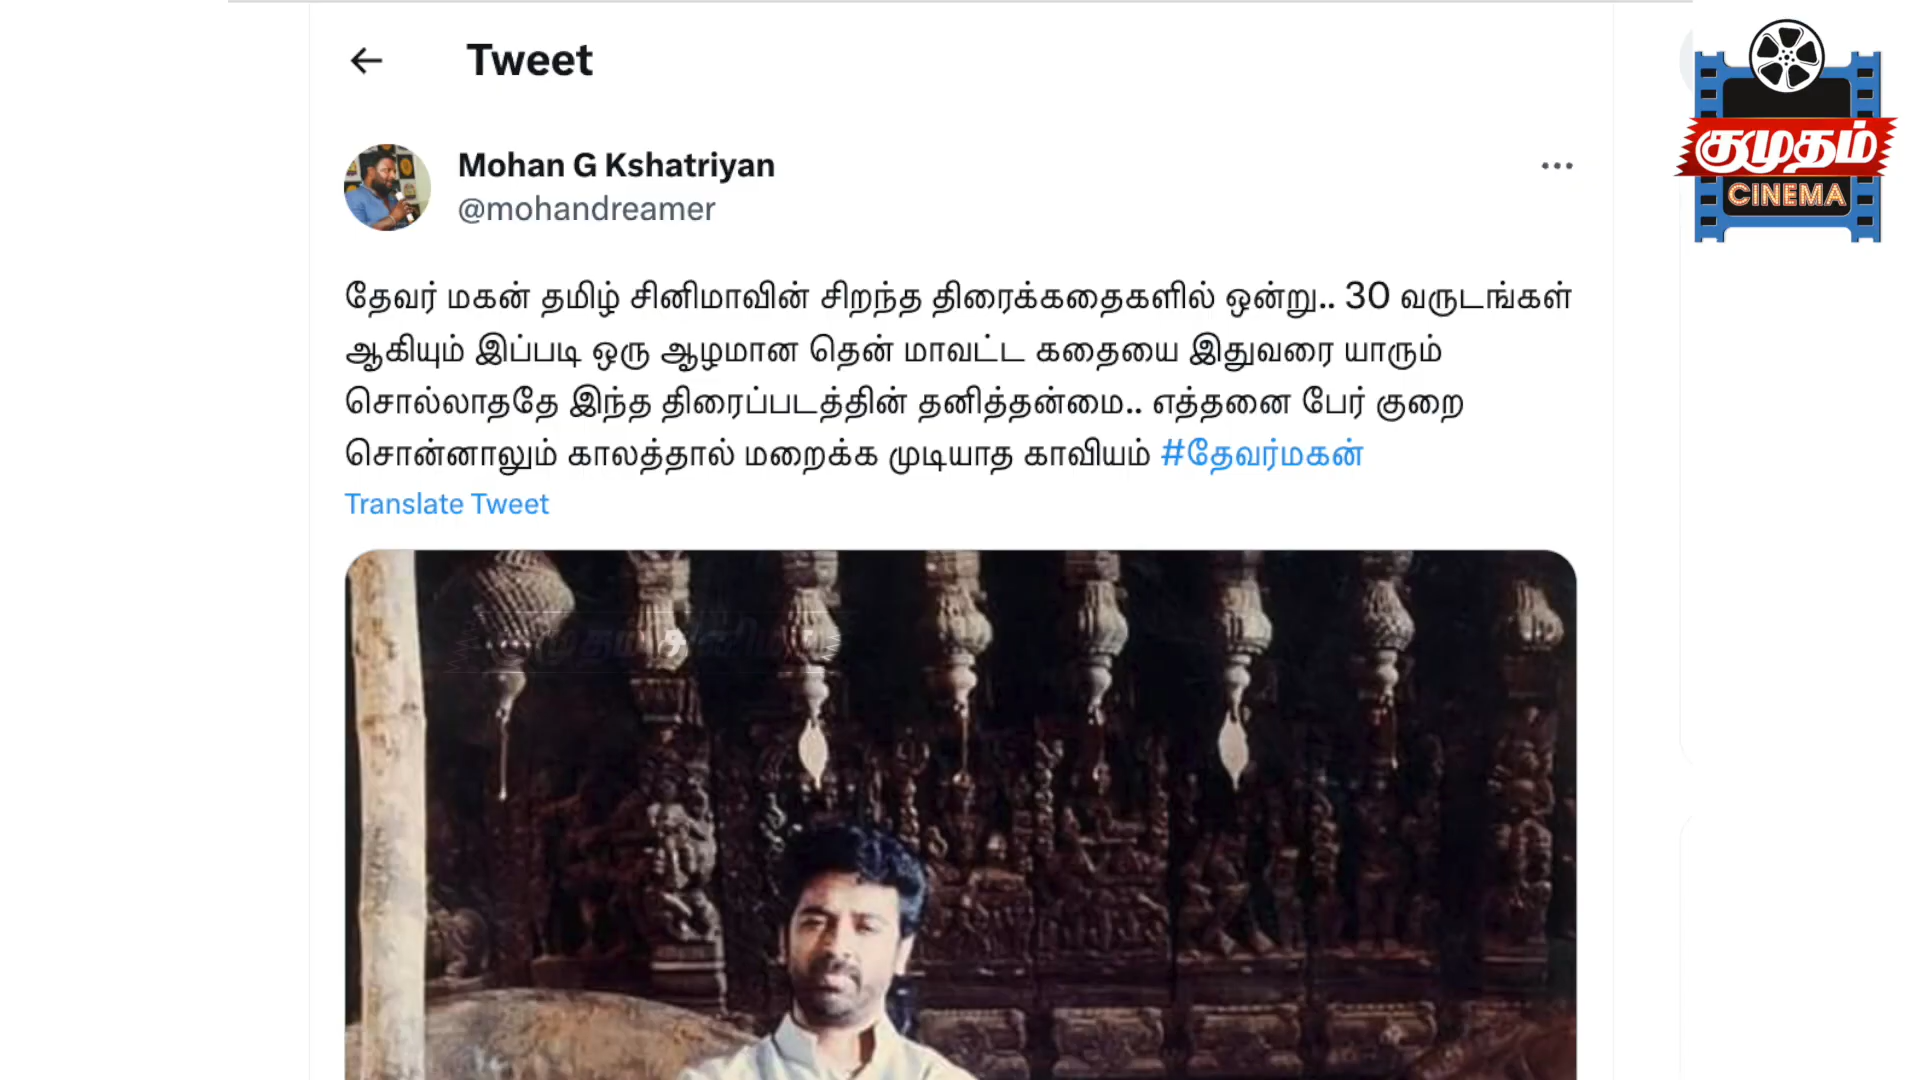 Tweet
Mohan G Kshatriyan
@mohandreamer
தேவர் மகன் தமிழ் சினிமாவின் சிறந்த திரைக்கதைகளில் ஒன்று.. 30 வருடங்கள்
ஆகியும் இப்படி ஒரு ஆழமான தென் மாவட்ட கதையை இதுவரை யாரும்
சொல்லாததே இந்த திரைப்படத்தின் தனித்தன்மை.. எத்தனை பேர் குறை
சொன்னாலும் காலத்தால் மறைக்க முடியாத காவியம் #தேவர்மகன்
Translate Tweet
குமுதம் சினிமா
குமுதம்
CINEMA